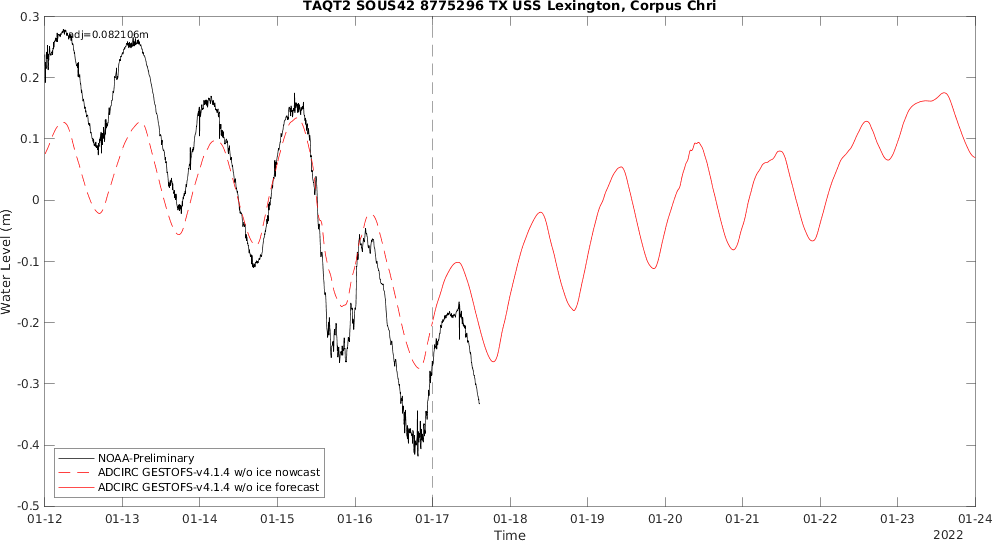 TAQT2 SOUS42 8775296 TX USS Lexington, Corpus Chri
adj=0.082106m
0.3
0.2
0.1
0
-0.1
-0.2
-0.3
-0.4
-0.5
Water Level (m)
NOAA-Preliminary
ADCIRC GESTOFS-v4.1.4 w/o ice nowcast
ADCIRC GESTOFS-v4.1.4 w/o ice forecast
01-12 01-13 01-14 01-15 01-16 01-17 01-18 01-19 01-20 01-21 01-22 01-23 01-24
Time
2022